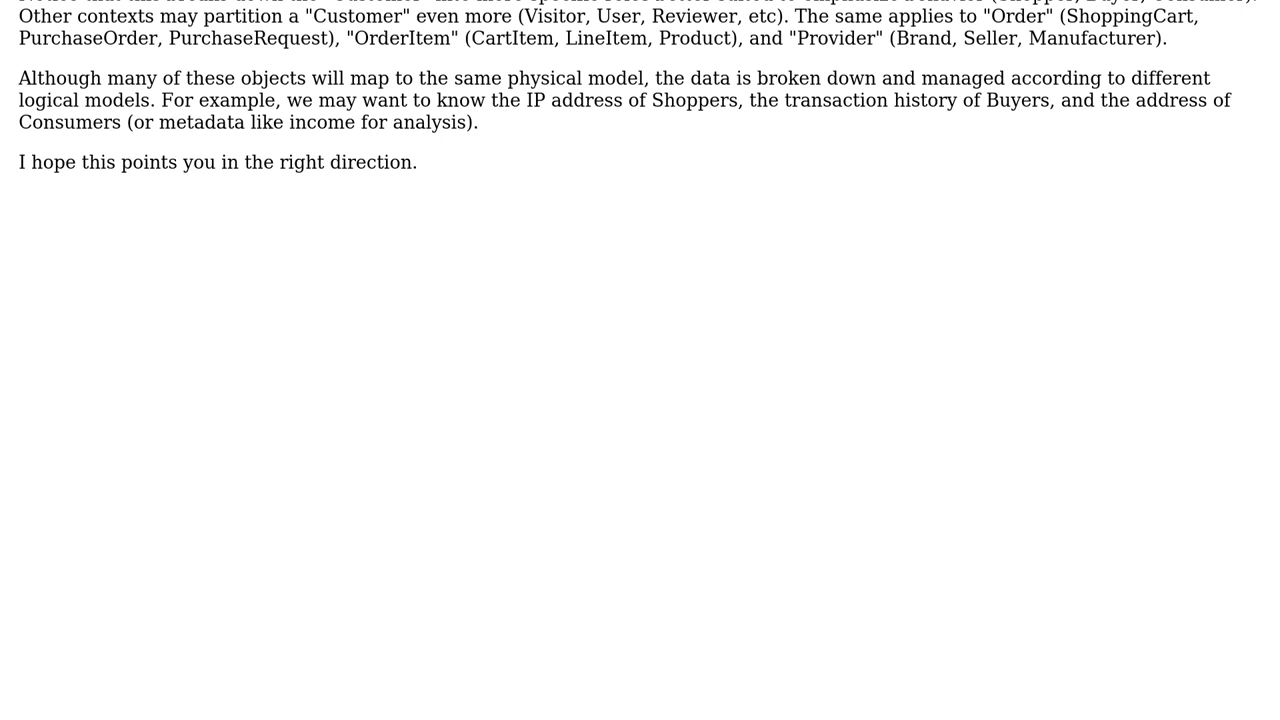 Other contexts may partition a "Customer" even more (Visitor, User, Reviewer, etc). The same applies to "Order" (ShoppingCart,
PurchaseOrder, PurchaseRequest), "OrderItem" (CartItem, LineItem, Product), and "Provider" (Brand, Seller, Manufacturer).
Although many of these objects will map to the same physical model, the data is broken down and managed according to different
logical models. For example, we may want to know the IP address of Shoppers, the transaction history of Buyers, and the address of
Consumers (or metadata like income for analysis).
I hope this points you in the right direction.